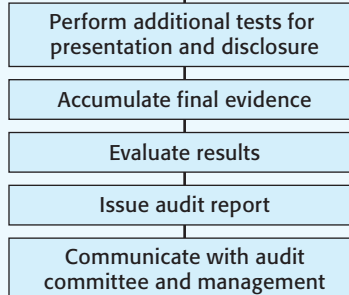 Perform additional tests for
presentation and disclosure
Accumulate final evidence
Evaluate results
Issue audit report
Communicate with audit
committee and management